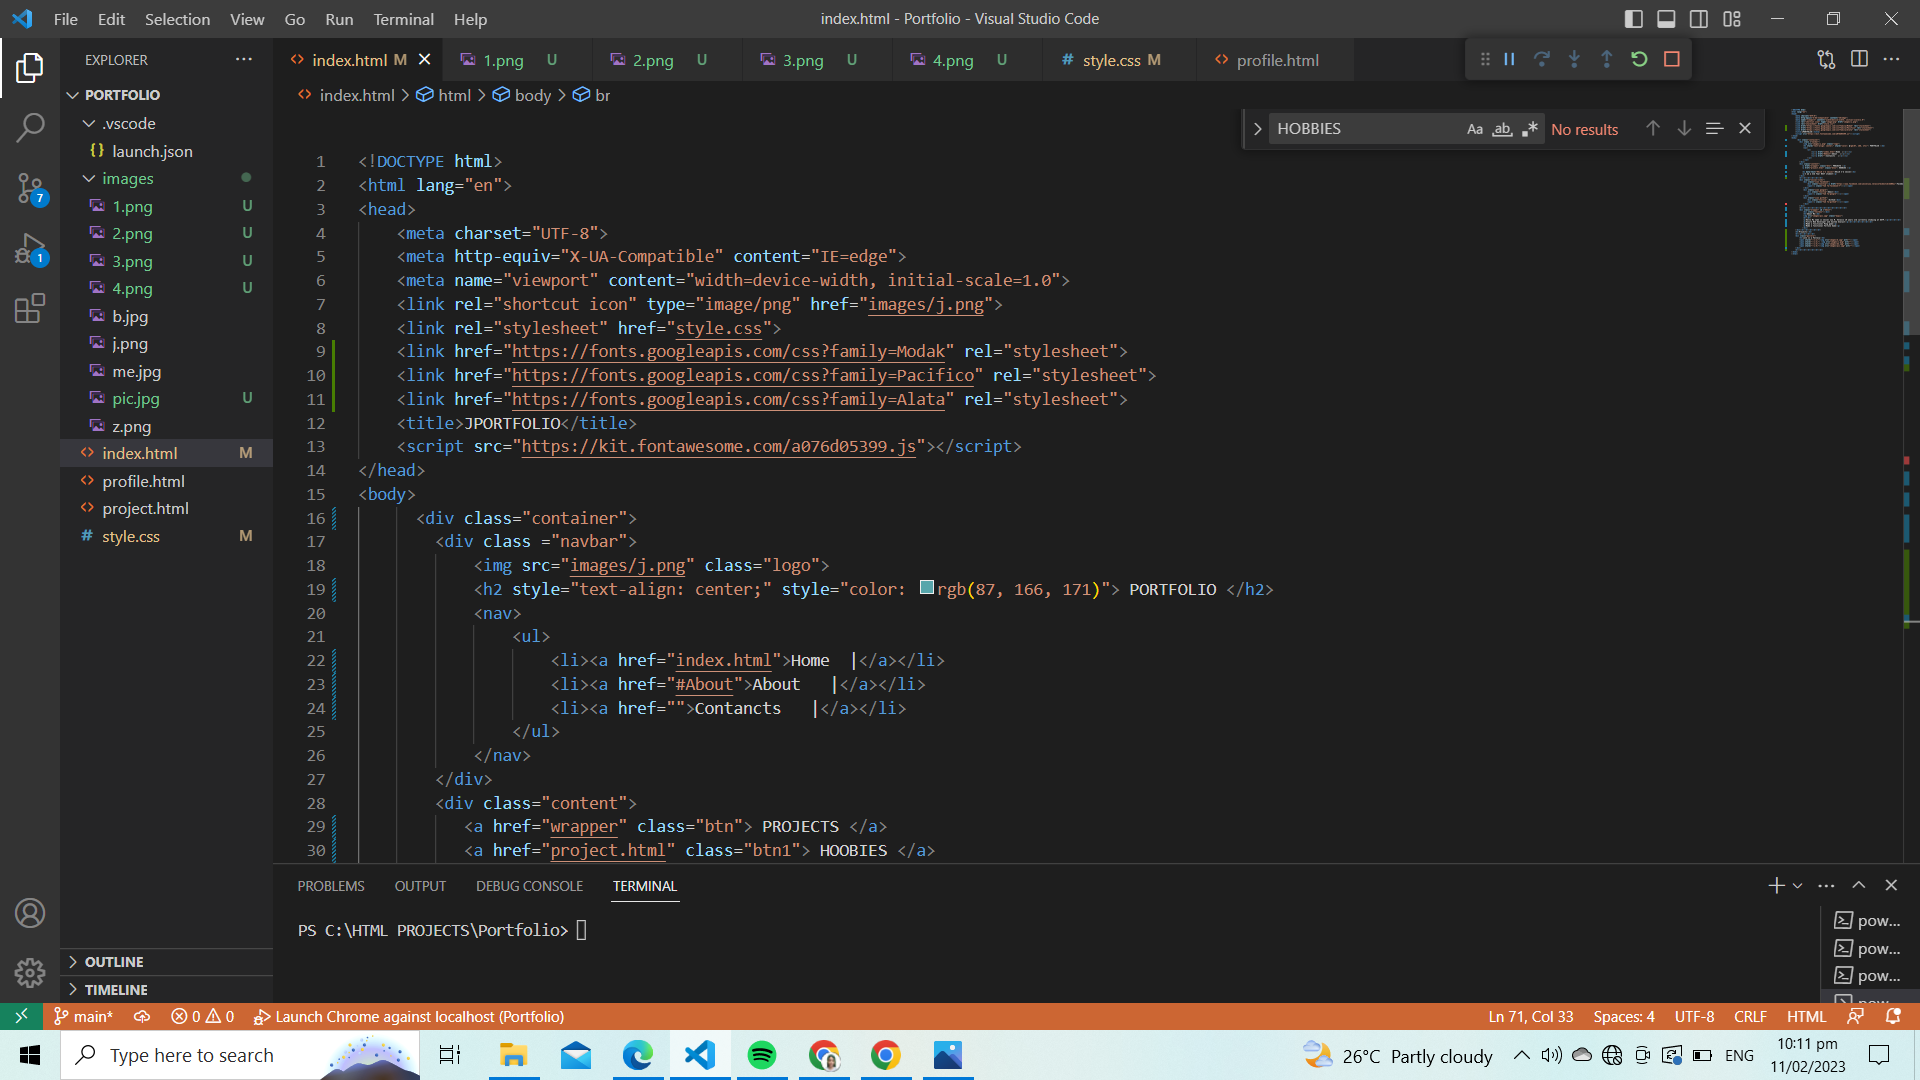 File Edit Selection View Go Run Terminal Help
index.html - Portfolio - Visual Studio Code
EXPLORER
index.html M
1.png U
2.png U
3.png U
4.png U
style.css M
profile.html
index.html > html > body > br
HOBBIES
Aa ab .*
No results
PORTFOLIO
.vscode
{} launch.json
images
1.png U
2.png U
3.png U
4.png U
b.jpg
j.png
me.jpg
pic.jpg U
z.png
index.html M
profile.html
project.html
# style.css M
7
1
1 <!DOCTYPE html>
2 <html lang="en">
3 <head>
4 <meta charset="UTF-8">
5 <meta http-equiv="X-UA-Compatible" content="IE=edge">
6 <meta name="viewport" content="width=device-width, initial-scale=1.0">
7 <link rel="shortcut icon" type="image/png" href="images/j.png">
8 <link rel="stylesheet" href="style.css">
9 <link href="https://fonts.googleapis.com/css?family=Modak" rel="stylesheet">
10 <link href="https://fonts.googleapis.com/css?family=Pacifico" rel="stylesheet">
11 <link href="https://fonts.googleapis.com/css?family=Alata" rel="stylesheet">
12 <title>JPORTFOLIO</title>
13 <script src="https://kit.fontawesome.com/a076d05399.js"></script>
14 </head>
15 <body>
16 <div class="container">
17 <div class ="navbar">
18 <img src="images/j.png" class="logo">
19 <h2 style="text-align: center;" style="color: rgb(87, 166, 171)"> PORTFOLIO </h2>
20 <nav>
21 <ul>
22 <li><a href="index.html">Home |</a></li>
23 <li><a href="#About">About |</a></li>
24 <li><a href="">Contancts |</a></li>
25 </ul>
26 </nav>
27 </div>
28 <div class="content">
29 <a href="wrapper" class="btn"> PROJECTS </a>
30 <a href="project.html" class="btn1"> HOOBIES </a>
PROBLEMS OUTPUT DEBUG CONSOLE TERMINAL
PS C:\HTML PROJECTS\Portfolio>
pow...
pow...
pow...
OUTLINE
TIMELINE
main* 0 0 Launch Chrome against localhost (Portfolio)
Ln 71, Col 33 Spaces: 4 UTF-8 CRLF HTML
Type here to search
26°C Partly cloudy
ENG
10:11 pm
11/02/2023